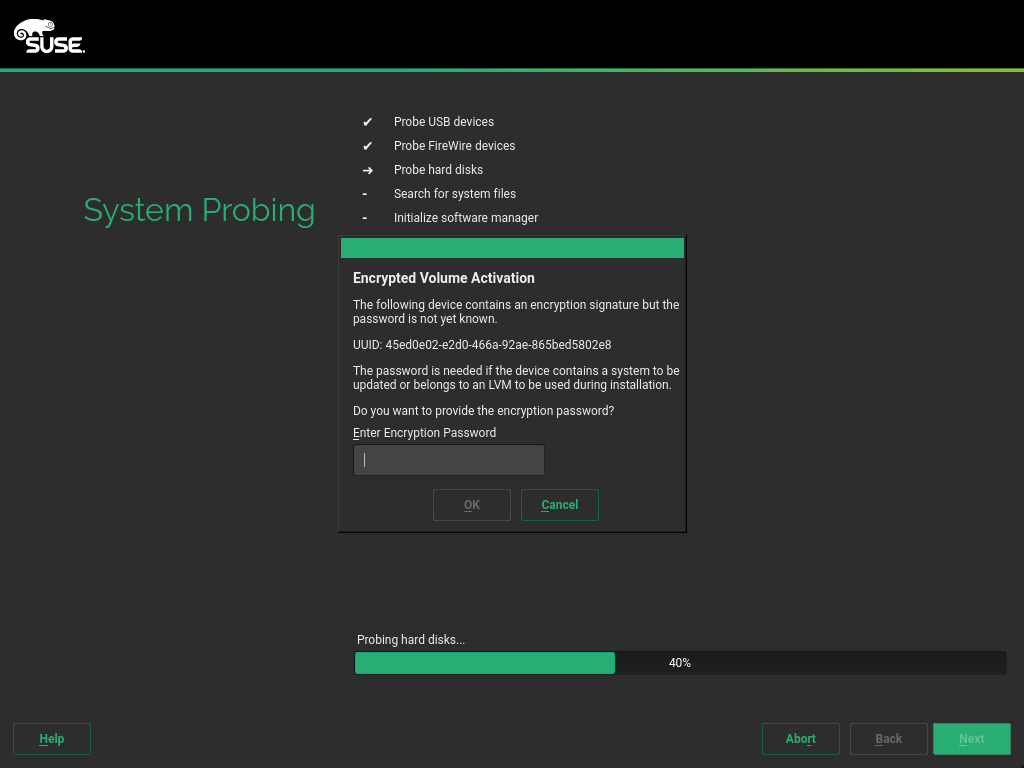 SUSE.
✔ Probe USB devices
✔ Probe FireWire devices
➜ Probe hard disks
- Search for system files
- Initialize software manager
System Probing
Encrypted Volume Activation
The following device contains an encryption signature but the
password is not yet known.
UUID: 45ed0e02-e2d0-466a-92ae-865bed5802e8
The password is needed if the device contains a system to be
updated or belongs to an LVM to be used during installation.
Do you want to provide the encryption password?
Enter Encryption Password
OK Cancel
Probing hard disks...
40%
Help Abort Back Next